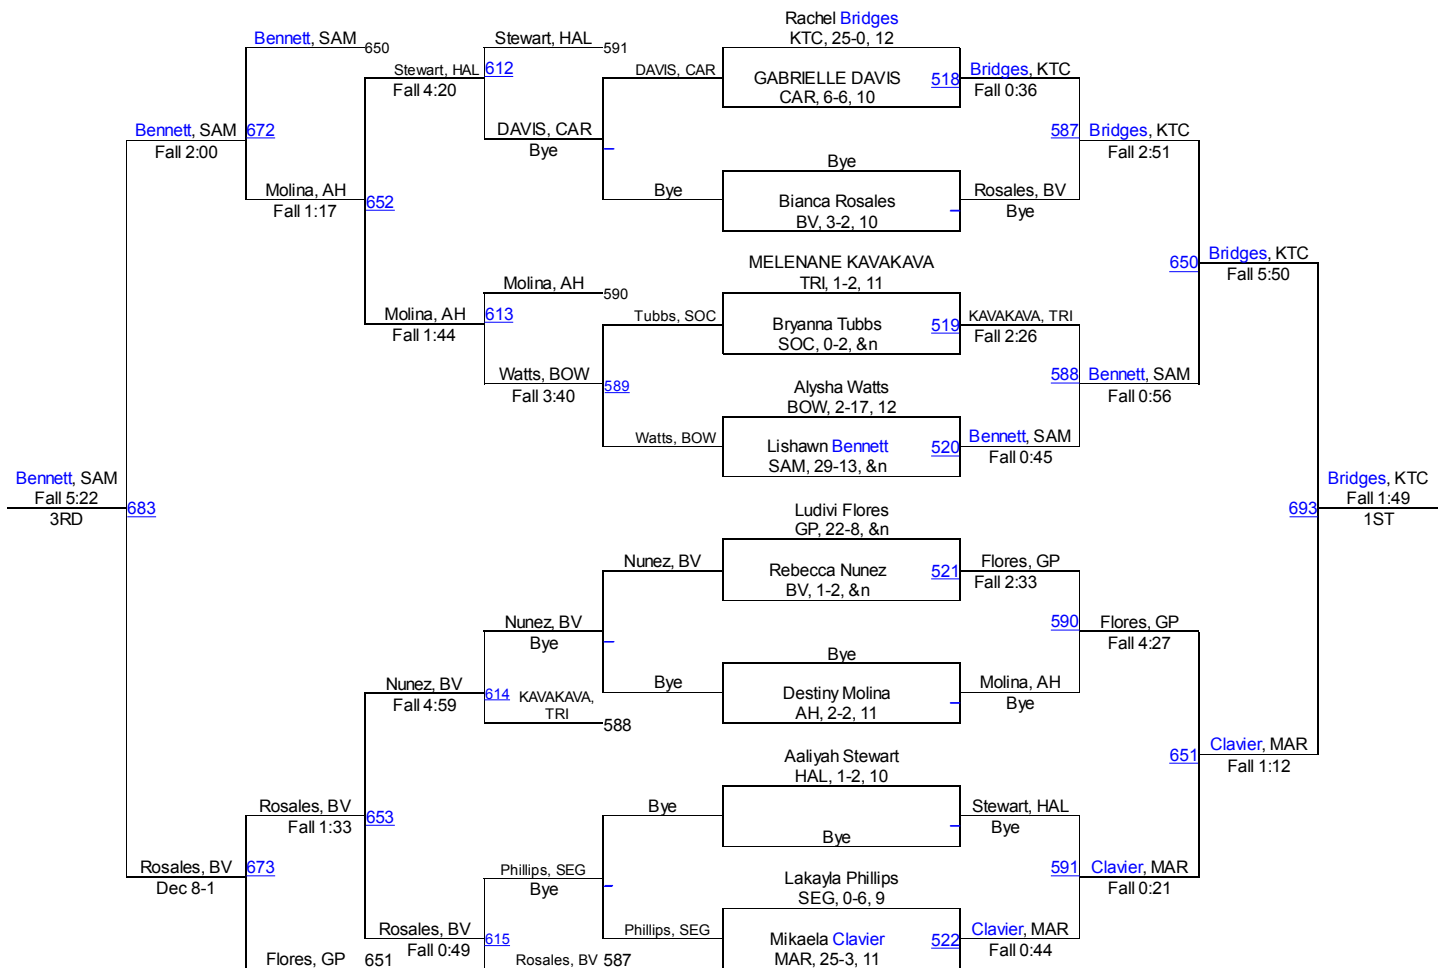 Rachel Bridges
KTC, 25-0, 12
Bennett, SAM
650
Stewart, HAL
591
Stewart, HAL
612
Fall 4:20
DAVIS, CAR
GABRIELLE DAVIS
CAR, 6-6, 10
518
Bridges, KTC
Fall 0:36
Bennett, SAM
672
Fall 2:00
DAVIS, CAR
Bye
587
Bridges, KTC
Fall 2:51
Molina, AH
Fall 1:17
652
Bye
Bye
Bianca Rosales
BV, 3-2, 10
Rosales, BV
Bye
650
Bridges, KTC
Fall 5:50
MELENANE KAVAKAVA
TRI, 1-2, 11
Molina, AH
590
Molina, AH
613
Fall 1:44
Tubbs, SOC
Bryanna Tubbs
SOC, 0-2, &n
519
KAVAKAVA, TRI
Fall 2:26
Watts, BOW
Fall 3:40
589
588
Bennett, SAM
Fall 0:56
Alysha Watts
BOW, 2-17, 12
Watts, BOW
Lishawn Bennett
SAM, 29-13, &n
520
Bennett, SAM
Fall 0:45
Bennett, SAM
Fall 5:22
3RD
683
693
Bridges, KTC
Fall 1:49
1ST
Ludivi Flores
GP, 22-8, &n
Nunez, BV
Rebecca Nunez
BV, 1-2, &n
521
Flores, GP
Fall 2:33
Nunez, BV
Bye
590
Flores, GP
Fall 4:27
Nunez, BV
Fall 4:59
614
KAVAKAVA,
TRI
588
Bye
Bye
Destiny Molina
AH, 2-2, 11
Molina, AH
Bye
651
Clavier, MAR
Fall 1:12
Aaliyah Stewart
HAL, 1-2, 10
Rosales, BV
Fall 1:33
653
Bye
Bye
Stewart, HAL
Bye
Rosales, BV
673
Dec 8-1
Phillips, SEG
Bye
591
Clavier, MAR
Fall 0:21
Lakayla Phillips
SEG, 0-6, 9
Rosales, BV
Fall 0:49
615
Phillips, SEG
Mikaela Clavier
MAR, 25-3, 11
522
Clavier, MAR
Fall 0:44
Flores, GP
651
Rosales, BV
587